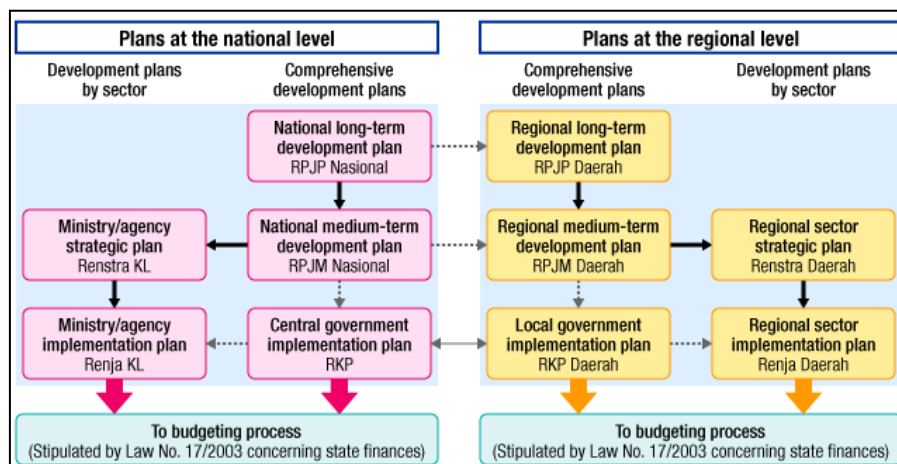 Plans at the national level
Plans at the regional level
Development plans
by sector
Comprehensive
development plans
Comprehensive
development plans
Development plans
by sector
National long-term
development plan
RPJP Nasional
Regional long-term
development plan
RPJP Daerah
Ministry/agency
strategic plan
Renstra KL
National medium-term
development plan
RPJM Nasional
Regional medium-term
development plan
RPJM Daerah
Regional sector
strategic plan
Renstra Daerah
Ministry/agency
implementation plan
Renja KL
Central government
implementation plan
RKP
Local government
implementation plan
RKP Daerah
Regional sector
implementation plan
Renja Daerah
To budgeting process
(Stipulated by Law No. 17/2003 concerning state finances)
To budgeting process
(Stipulated by Law No. 17/2003 concerning state finances)